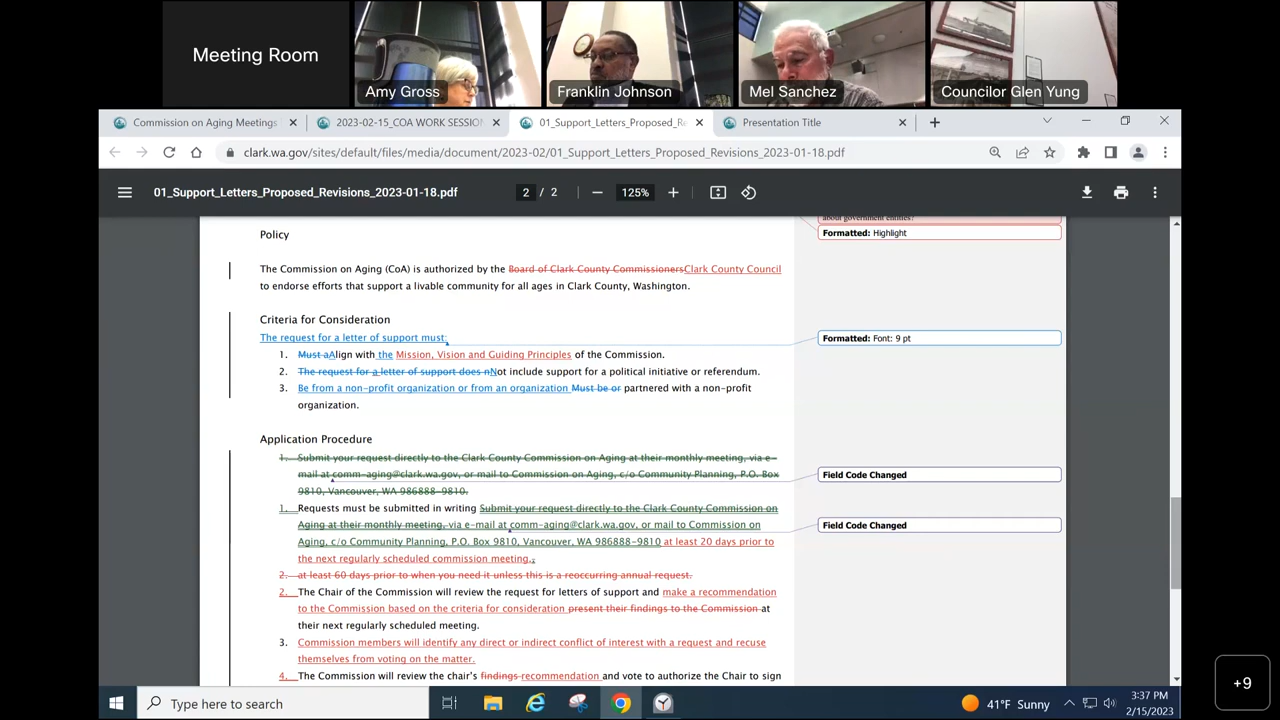 Meeting Room
Amy Gross
Franklin Johnson
Mel Sanchez
Councilor Glen Yung
Commission on Aging Meetings
2023-02-15_COA WORK SESSION
01_Support_Letters_Proposed_Re
Presentation Title
clark.wa.gov/sites/default/files/media/document/2023-02/01_Support_Letters_Proposed_Revisions_2023-01-18.pdf
01_Support_Letters_Proposed_Revisions_2023-01-18.pdf
2 / 2
125%
about government entities?
Formatted: Highlight
Policy
The Commission on Aging (CoA) is authorized by the Board of Clark County CommissionersClark County Council
to endorse efforts that support a livable community for all ages in Clark County, Washington.
Criteria for Consideration
The request for a letter of support must:
Formatted: Font: 9 pt
1. Must aAlign with the Mission, Vision and Guiding Principles of the Commission.
2. The request for a letter of support does nNot include support for a political initiative or referendum.
3. Be from a non-profit organization or from an organization Must be or partnered with a non-profit
organization.
Application Procedure
1. Submit your request directly to the Clark County Commission on Aging at their monthly meeting, via e-
mail at comm-aging@clark.wa.gov, or mail to Commission on Aging, c/o Community Planning, P.O. Box
Field Code Changed
9810, Vancouver, WA 986888-9810.
1. Requests must be submitted in writing Submit your request directly to the Clark County Commission on
Aging at their monthly meeting, via e-mail at comm-aging@clark.wa.gov, or mail to Commission on
Field Code Changed
Aging, c/o Community Planning, P.O. Box 9810, Vancouver, WA 986888-9810 at least 20 days prior to
the next regularly scheduled commission meeting.,
2. at least 60 days prior to when you need it unless this is a reoccurring annual request.
2. The Chair of the Commission will review the request for letters of support and make a recommendation
to the Commission based on the criteria for consideration present their findings to the Commission at
their next regularly scheduled meeting.
3. Commission members will identify any direct or indirect conflict of interest with a request and recuse
themselves from voting on the matter.
4. The Commission will review the chair's findings recommendation and vote to authorize the Chair to sign
+9
Type here to search
41°F Sunny
3:37 PM
2/15/2023